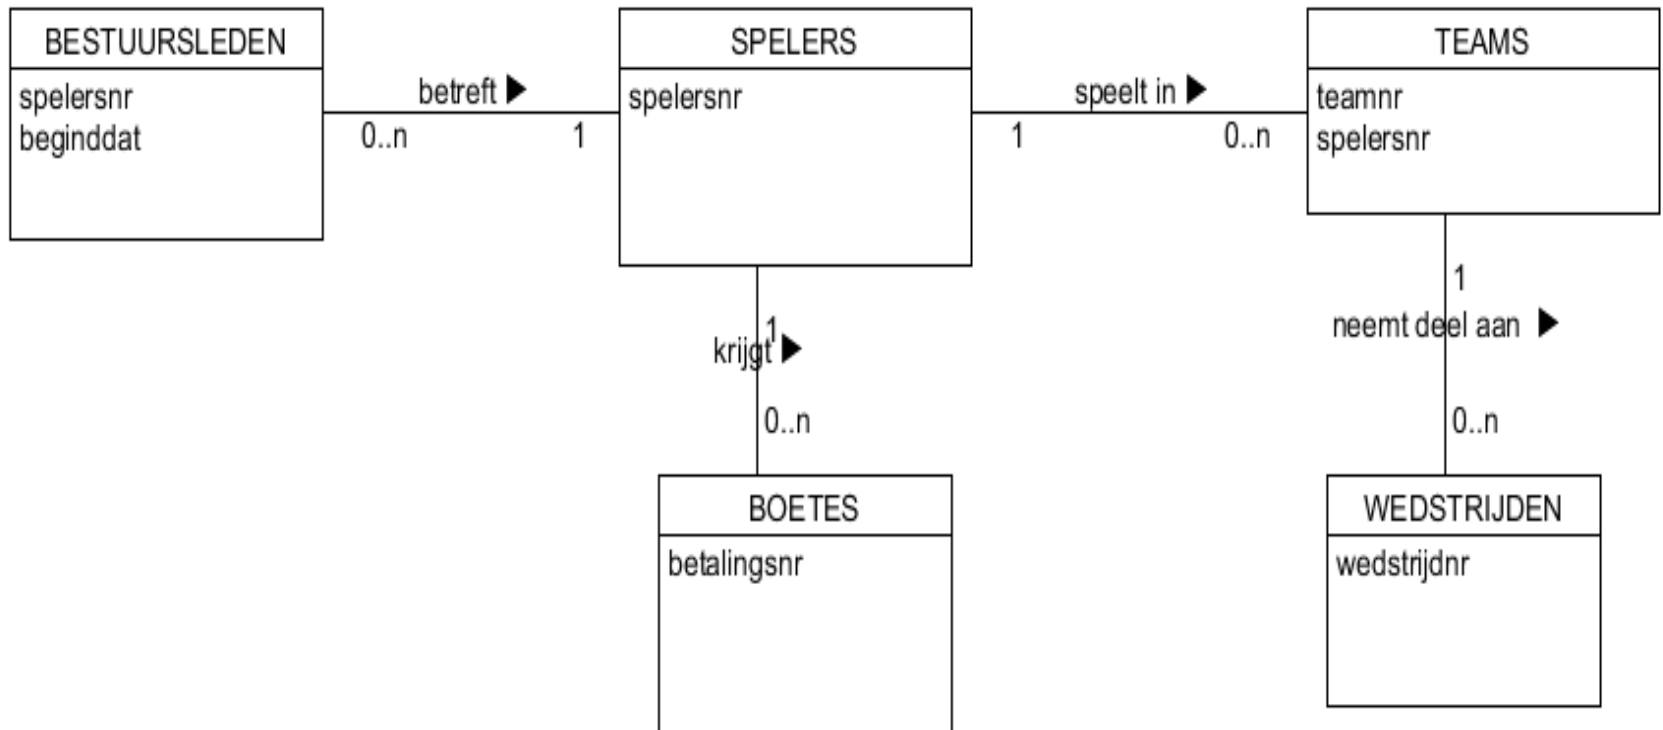 BESTUURSLEDEN
spelersnr
beginddat
betreft
0..n
1
SPELERS
spelersnr
speelt in
1
0..n
TEAMS
teamnr
spelersnr
1
krijgt
0..n
1
neemt deel aan
0..n
BOETES
betalingsnr
WEDSTRIJDEN
wedstrijdnr